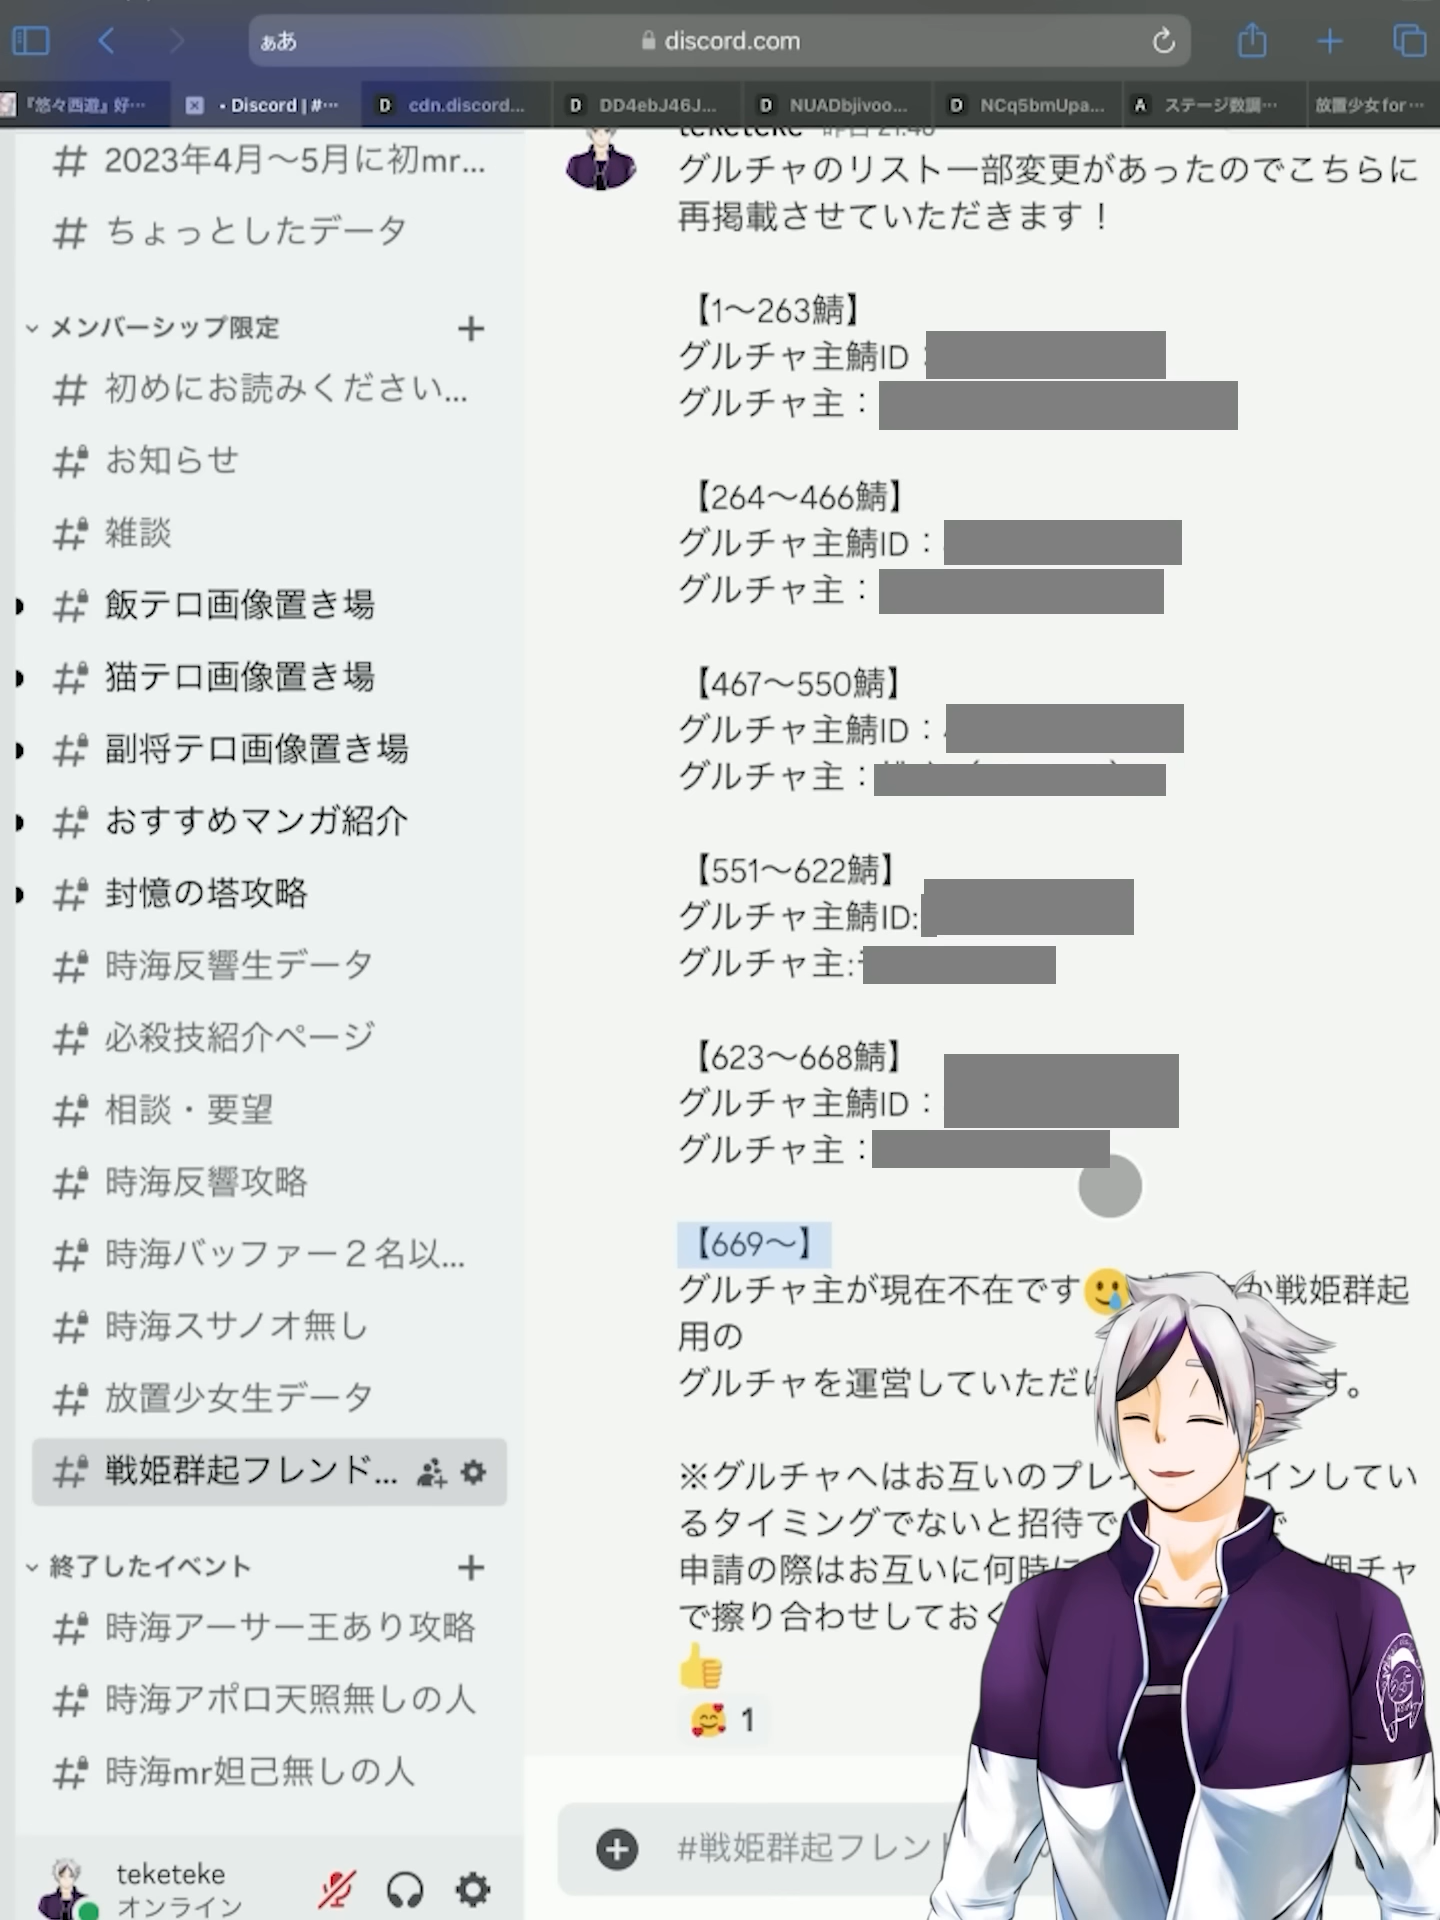 ぁあ
discord.com
『悠々西遊』好…
• Discord | #…
cdn.discord...
DD4ebJ46J...
NUADbjivoo...
NCq5bmUpa...
ステージ数調…
放置少女for…
# 2023年4月〜5月に初mr...
# ちょっとしたデータ
メンバーシップ限定
# 初めにお読みください...
お知らせ
雑談
飯テロ画像置き場
猫テロ画像置き場
副将テロ画像置き場
おすすめマンガ紹介
封憶の塔攻略
時海反響生データ
必殺技紹介ページ
相談・要望
時海反響攻略
時海バッファー２名以...
時海スサノオ無し
放置少女生データ
戦姫群起フレンド...
終了したイベント
時海アーサー王あり攻略
時海アポロ天照無しの人
時海mr妲己無しの人
teketeke
オンライン
teketeke 昨日 21:48
グルチャのリスト一部変更があったのでこちらに
再掲載させていただきます！
【1〜263鯖】
グルチャ主鯖ID：
グルチャ主：
【264〜466鯖】
グルチャ主鯖ID：
グルチャ主：
【467〜550鯖】
グルチャ主鯖ID：
グルチャ主：
【551〜622鯖】
グルチャ主鯖ID:
グルチャ主:
【623〜668鯖】
グルチャ主鯖ID：
グルチャ主：
【669〜】
グルチャ主が現在不在です🥲 か戦姫群起
用の
グルチャを運営していただ す。
※グルチャへはお互いのプレイ インしてい
るタイミングでないと招待で で
申請の際はお互いに何時に 個チャ
で擦り合わせしておく
👍
🥰 1
#戦姫群起フレン